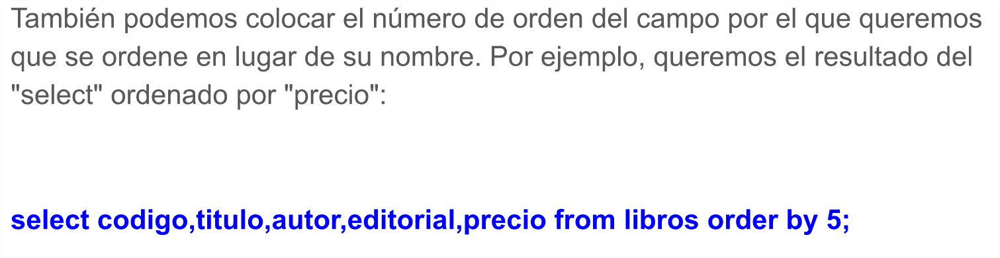 También podemos colocar el número de orden del campo por el que queremos
que se ordene en lugar de su nombre. Por ejemplo, queremos el resultado del
"select" ordenado por "precio":
select codigo,titulo,autor,editorial,precio from libros order by 5;